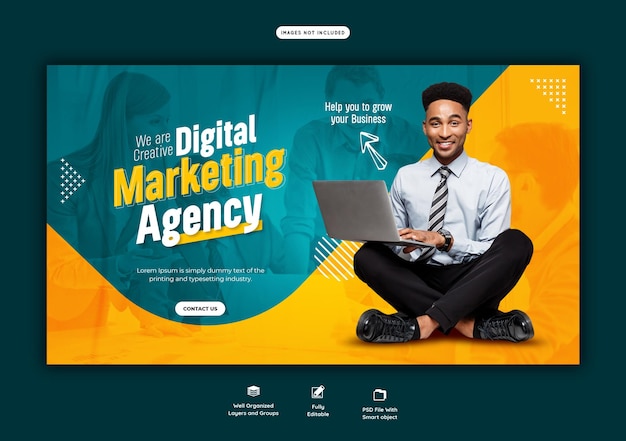 IMAGES NOT INCLUDED
Help you to grow
your Business
We are
Creative
Digital
Marketing
Agency
Lorem Ipsum is simply dummy text of the
printing and typesetting industry.
CONTACT US
Well Organized
Layers and Groups
Fully
Editable
PSD File With
Smart object